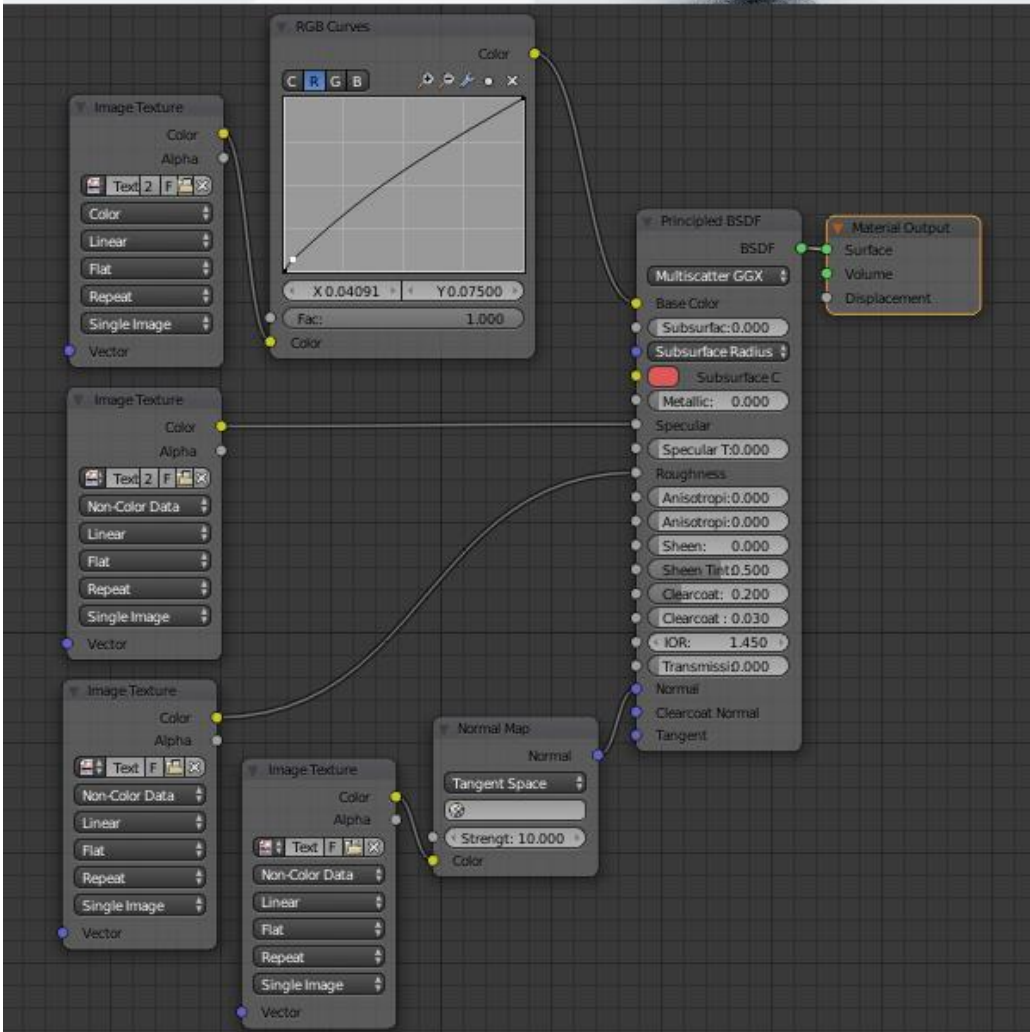 RGB Curves
Color
C R G B
X 0.04091 Y 0.07500
Fac: 1.000
Color
Image Texture
Color
Alpha
Text 2 F
Color
Linear
Flat
Repeat
Single Image
Vector
Image Texture
Color
Alpha
Text 2 F
Non-Color Data
Linear
Flat
Repeat
Single Image
Vector
Image Texture
Color
Alpha
Text F
Non-Color Data
Linear
Flat
Repeat
Single Image
Vector
Image Texture
Color
Alpha
Text F
Non-Color Data
Linear
Flat
Repeat
Single Image
Vector
Normal Map
Normal
Tangent Space
Strengt: 10.000
Color
Principled BSDF
BSDF
Multiscatter GGX
Base Color
Subsurfac: 0.000
Subsurface Radius
Subsurface C
Metallic: 0.000
Specular
Specular T: 0.000
Roughness
Anisotropi: 0.000
Anisotropi: 0.000
Sheen: 0.000
Sheen Tint 0.500
Clearcoat: 0.200
Clearcoat : 0.030
IOR: 1.450
Transmissi: 0.000
Normal
Clearcoat Normal
Tangent
Material Output
Surface
Volume
Displacement